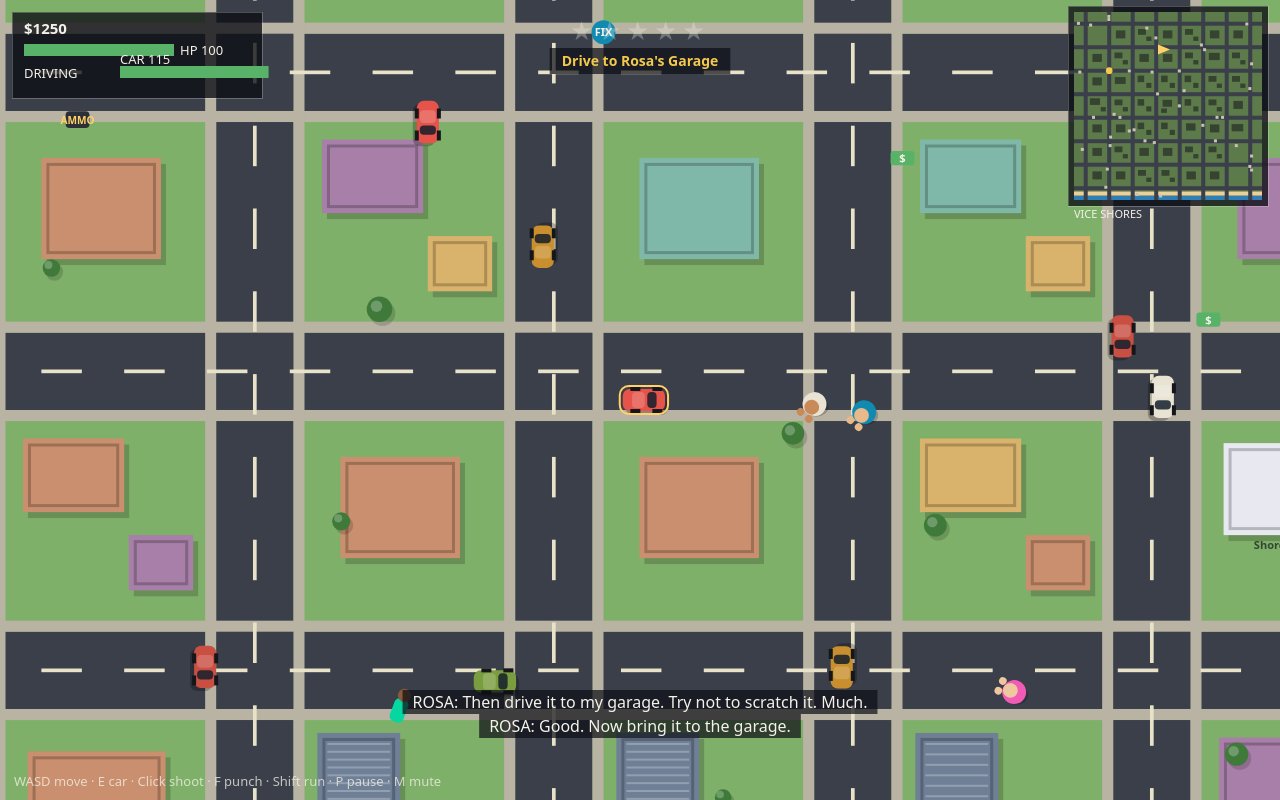 $1250
HP 100
CAR 115
DRIVING
FIX
Drive to Rosa's Garage
AMMO
$
VICE SHORES
$
ROSA: Then drive it to my garage. Try not to scratch it. Much.
ROSA: Good. Now bring it to the garage.
WASD move · E car · Click shoot · F punch · Shift run · P pause · M mute